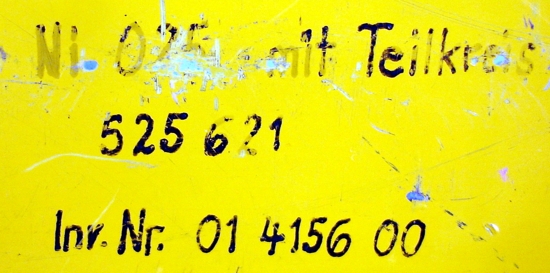 Ni 025 mit Teilkreis
525 621
Inv. Nr. 01 4156 00